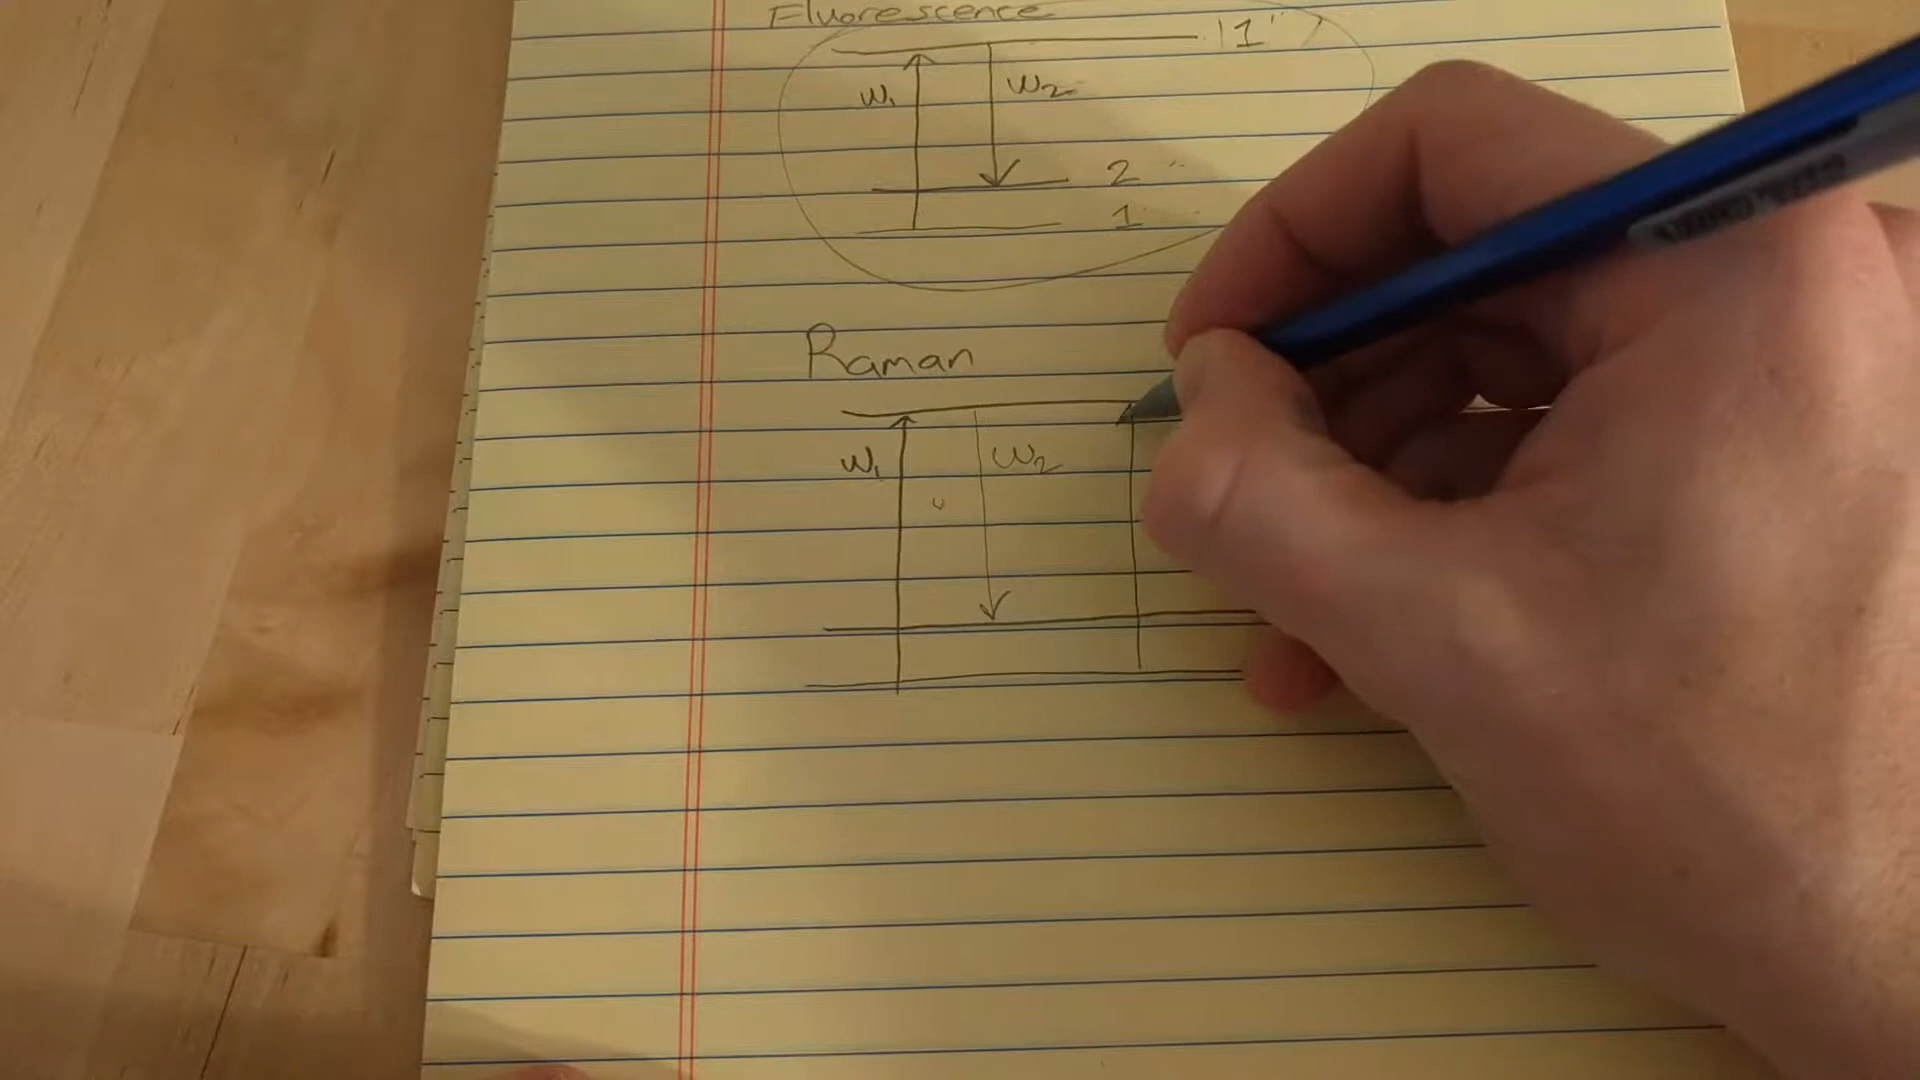 Fluorescence
|1"
w₁ w₂
2
1
Raman
w₁ w₂